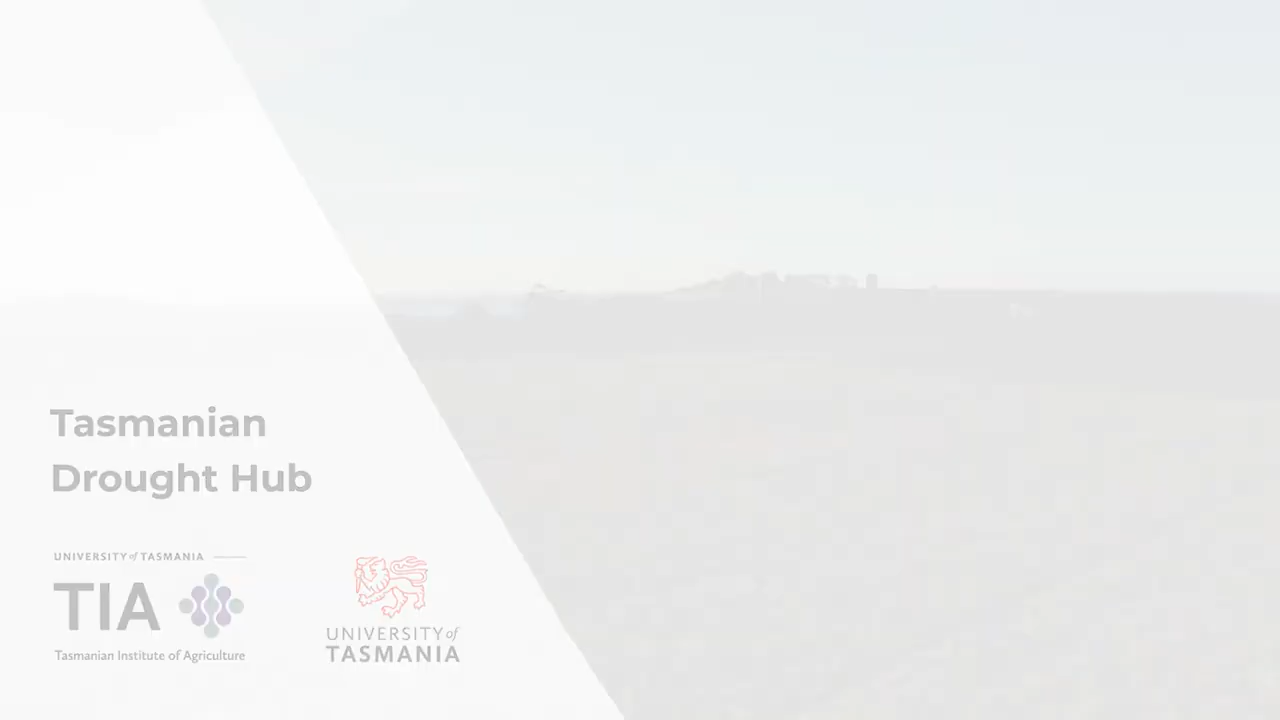 Tasmanian
Drought Hub
UNIVERSITY of TASMANIA
TIA
Tasmanian Institute of Agriculture
UNIVERSITY of
TASMANIA